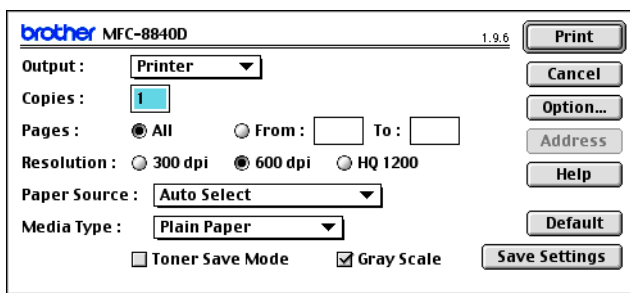 brother MFC-8840D 1.9.6 Print
Output : Printer Cancel
Copies : 1 Option...
Pages : All From : To : Address
Resolution : 300 dpi 600 dpi HQ 1200 Help
Paper Source : Auto Select
Media Type : Plain Paper Default
Toner Save Mode Gray Scale Save Settings